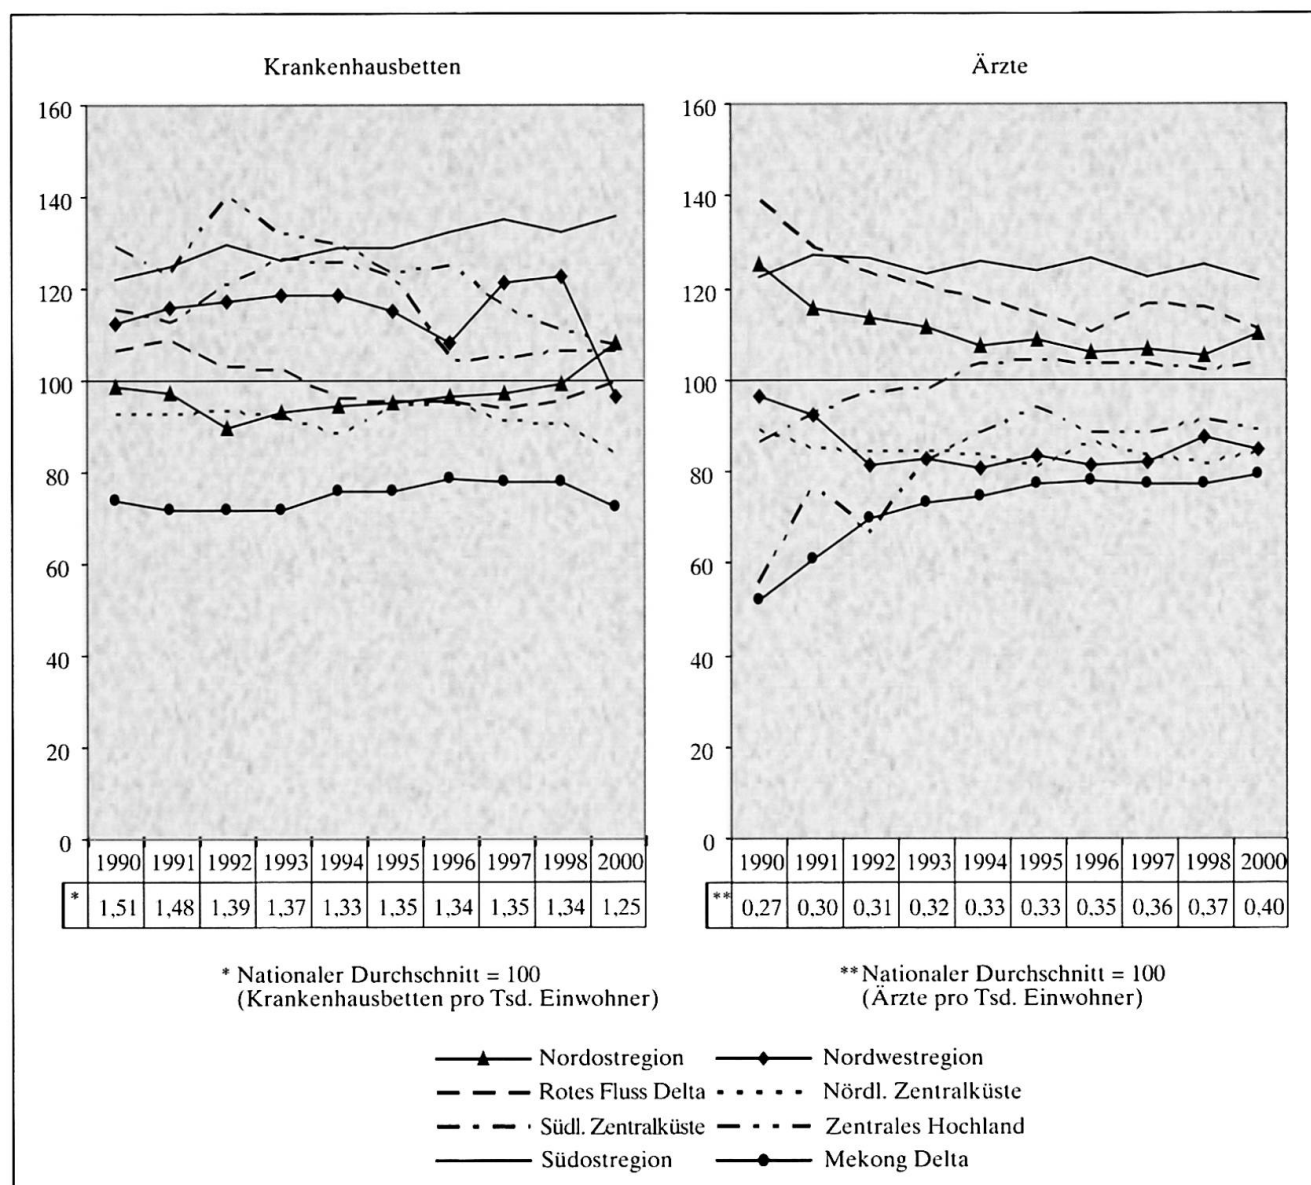 Krankenhausbetten
160
140
120
100
80
60
40
20
0
1990 1991 1992 1993 1994 1995 1996 1997 1998 2000
* 1,51 1,48 1,39 1,37 1,33 1,35 1,34 1,35 1,34 1,25
* Nationaler Durchschnitt = 100
(Krankenhausbetten pro Tsd. Einwohner)
Ärzte
160
140
120
100
80
60
40
20
0
1990 1991 1992 1993 1994 1995 1996 1997 1998 2000
** 0,27 0,30 0,31 0,32 0,33 0,33 0,35 0,36 0,37 0,40
** Nationaler Durchschnitt = 100
(Ärzte pro Tsd. Einwohner)
Nordostregion Nordwestregion
Rotes Fluss Delta Nördl. Zentralküste
Südl. Zentralküste Zentrales Hochland
Südostregion Mekong Delta